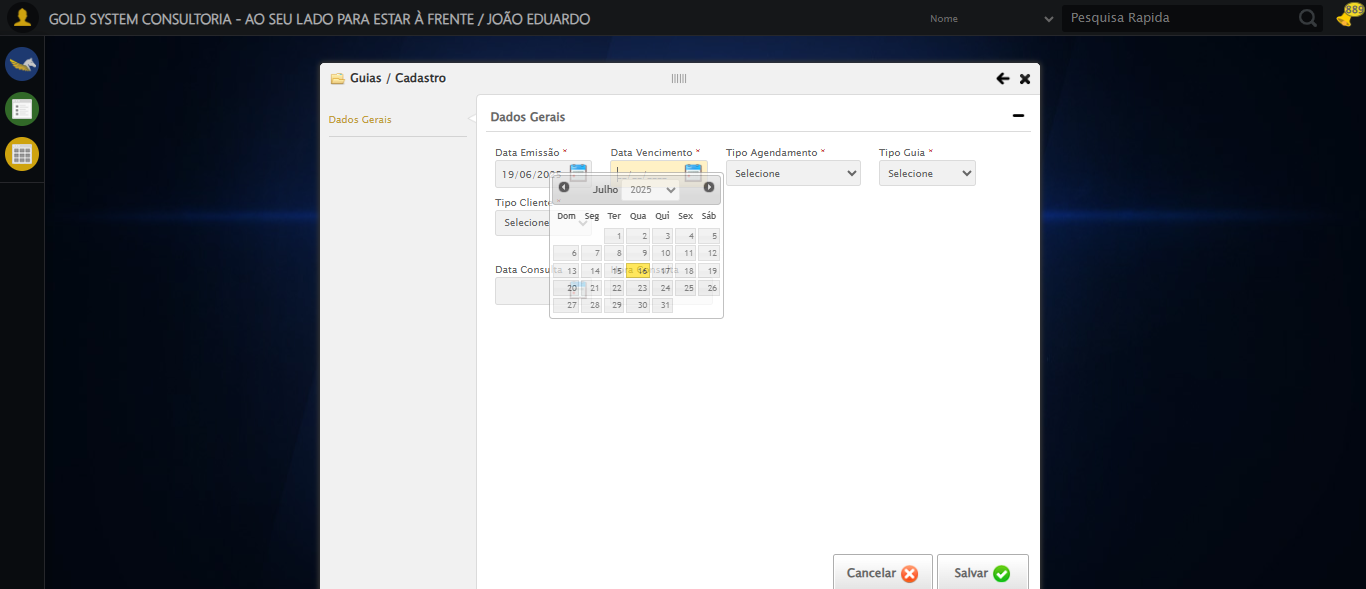 GOLD SYSTEM CONSULTORIA - AO SEU LADO PARA ESTAR À FRENTE / JOÃO EDUARDO
Nome
Pesquisa Rapida
889
Guias / Cadastro
Dados Gerais
Dados Gerais
Data Emissão *
Data Vencimento *
Tipo Agendamento *
Tipo Guia *
19/06/2025
Selecione
Selecione
Tipo Cliente *
Selecione
Julho
2025
Dom Seg Ter Qua Qui Sex Sáb
1 2 3 4 5
6 7 8 9 10 11 12
13 14 15 16 17 18 19
20 21 22 23 24 25 26
27 28 29 30 31
Data Consulta
Hora Consulta
Cancelar
Salvar